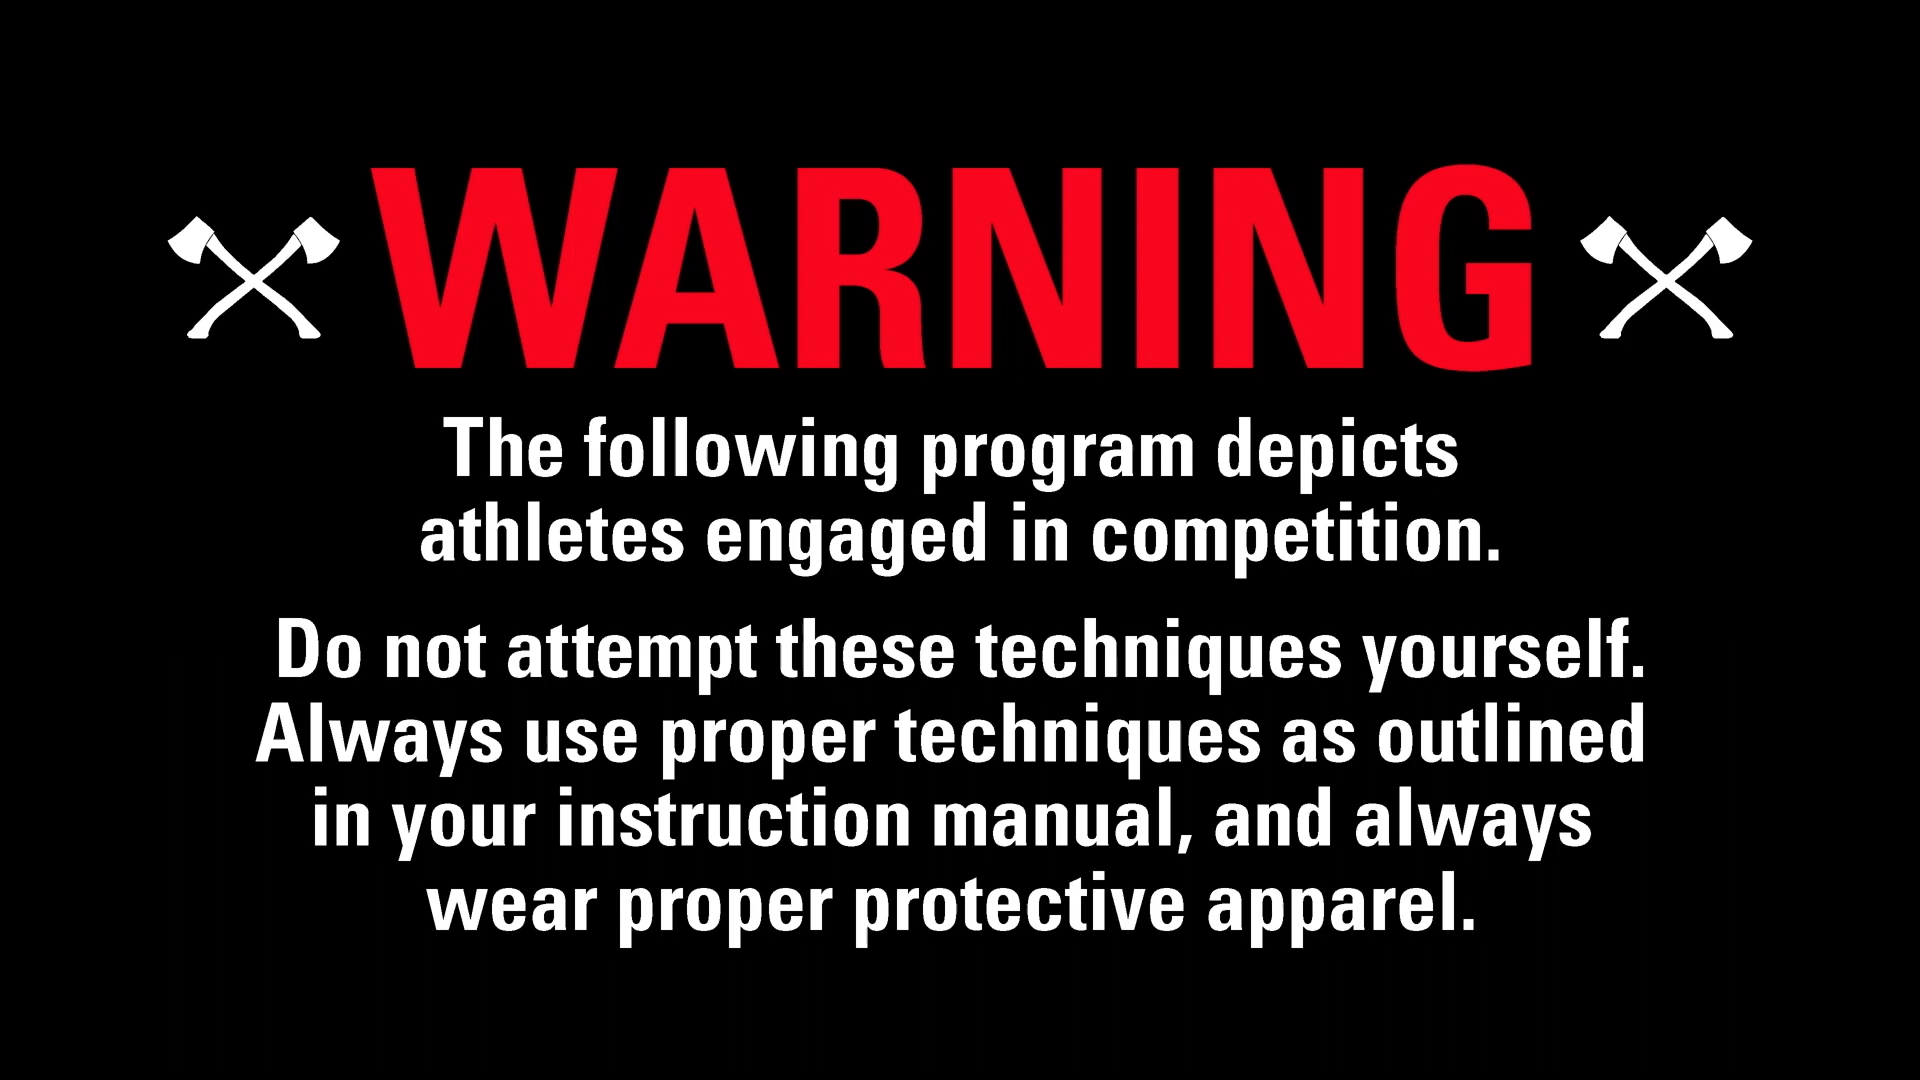 WARNING
The following program depicts
athletes engaged in competition.
Do not attempt these techniques yourself.
Always use proper techniques as outlined
in your instruction manual, and always
wear proper protective apparel.